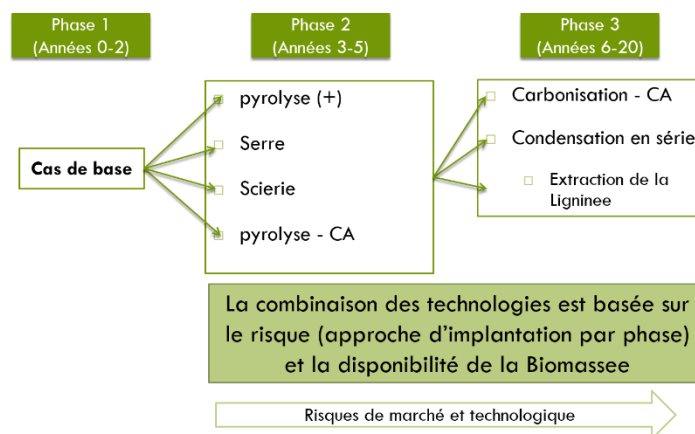 Phase 1
(Années 0-2)
Phase 2
(Années 3-5)
Phase 3
(Années 6-20)
Cas de base
pyrolyse (+)
Serre
Scierie
pyrolyse - CA
Carbonisation - CA
Condensation en série
Extraction de la
Ligninee
La combinaison des technologies est basée sur
le risque (approche d'implantation par phase)
et la disponibilité de la Biomassee
Risques de marché et technologique